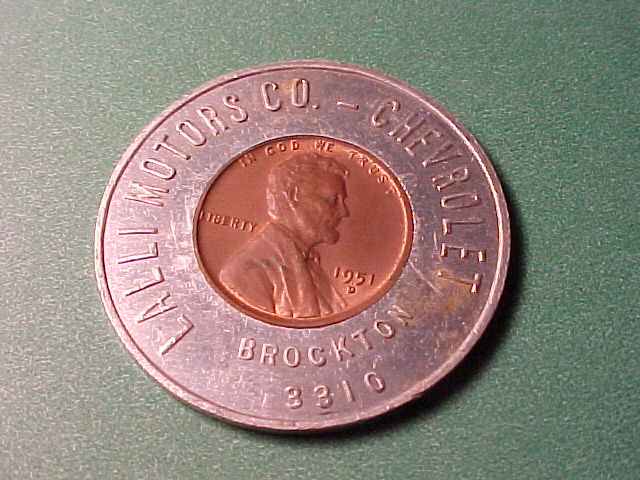 LALLI MOTORS CO. – CHEVROLET
BROCKTON
3310
IN GOD WE TRUST
LIBERTY
1951
D